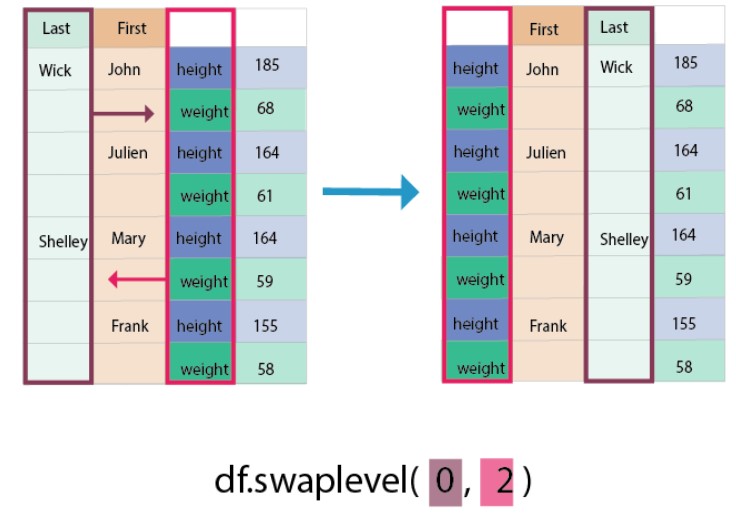 Last First First Last
Wick John height 185 height John Wick 185
weight 68 weight 68
Julien height 164 height Julien 164
weight 61 weight 61
Shelley Mary height 164 height Mary Shelley 164
weight 59 weight 59
Frank height 155 height Frank 155
weight 58 weight 58
df.swaplevel( 0, 2 )